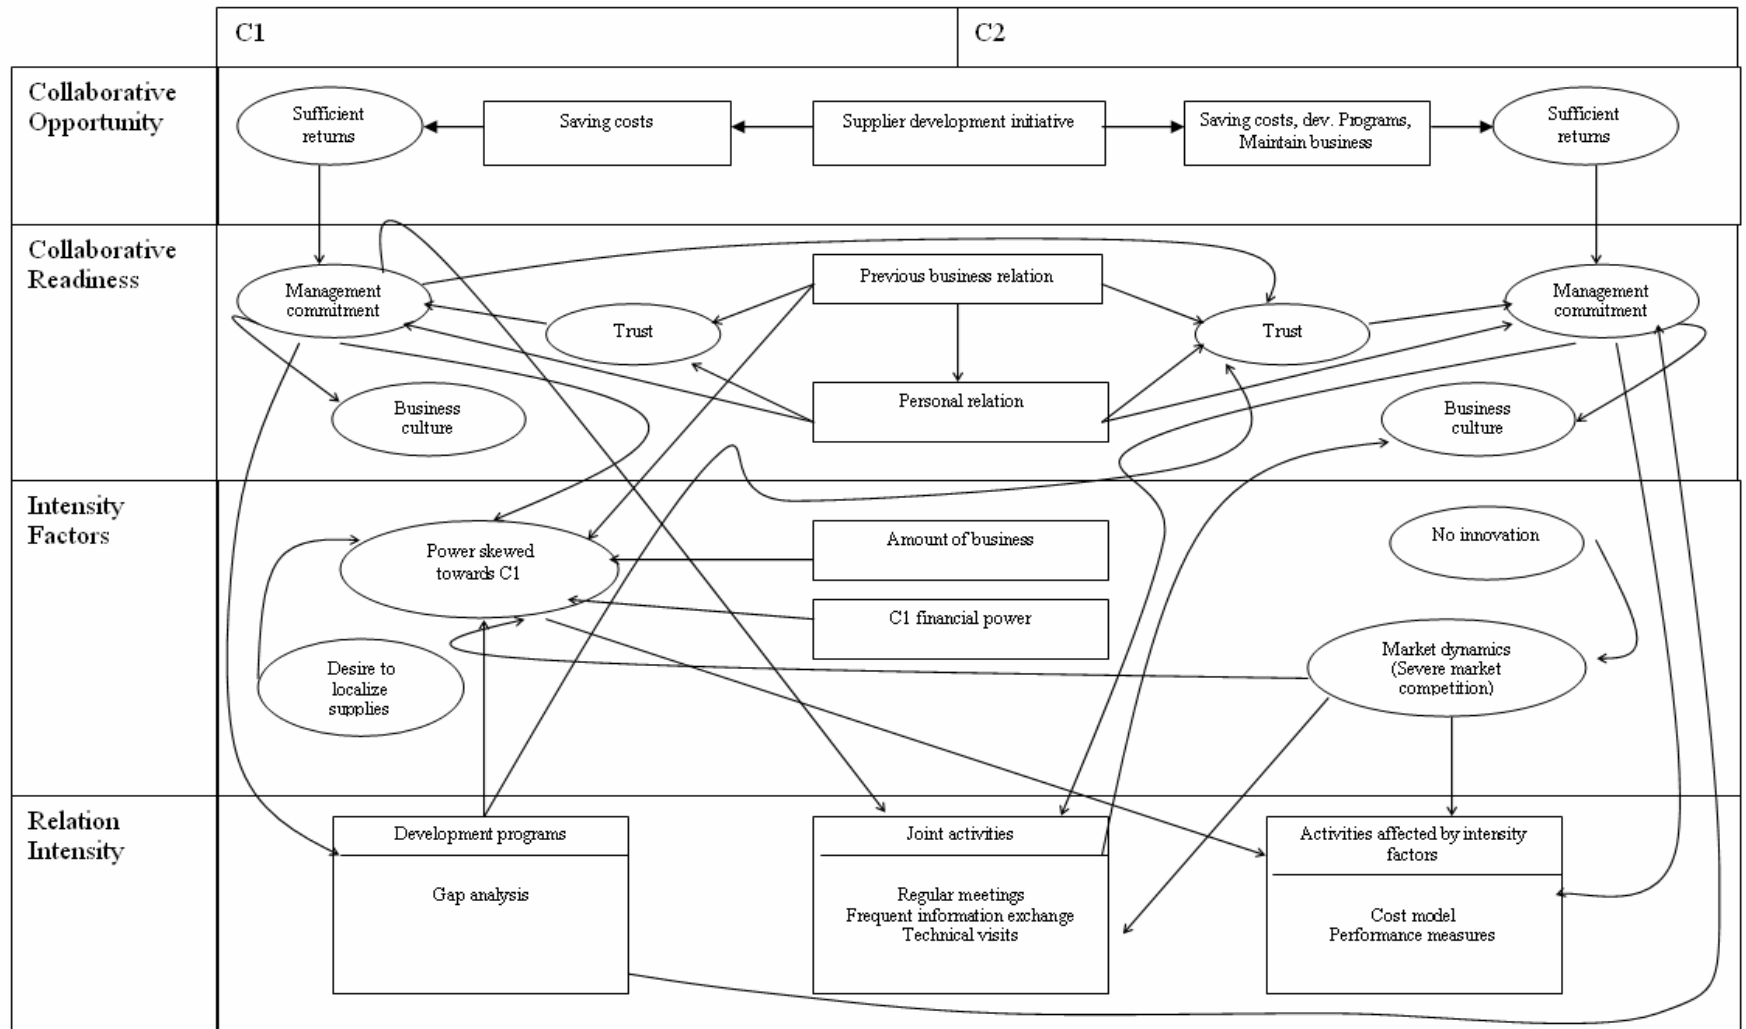 C1
C2
Collaborative
Opportunity
Sufficient
returns
Saving costs
Supplier development initiative
Saving costs, dev. Programs,
Maintain business
Sufficient
returns
Collaborative
Readiness
Management
commitment
Trust
Previous business relation
Trust
Management
commitment
Business
culture
Personal relation
Business
culture
Intensity
Factors
Power skewed
towards C1
Amount of business
No innovation
C1 financial power
Desire to
localize
supplies
Market dynamics
(Severe market
competition)
Relation
Intensity
Development programs
Gap analysis
Joint activities
Regular meetings
Frequent information exchange
Technical visits
Activities affected by intensity
factors
Cost model
Performance measures